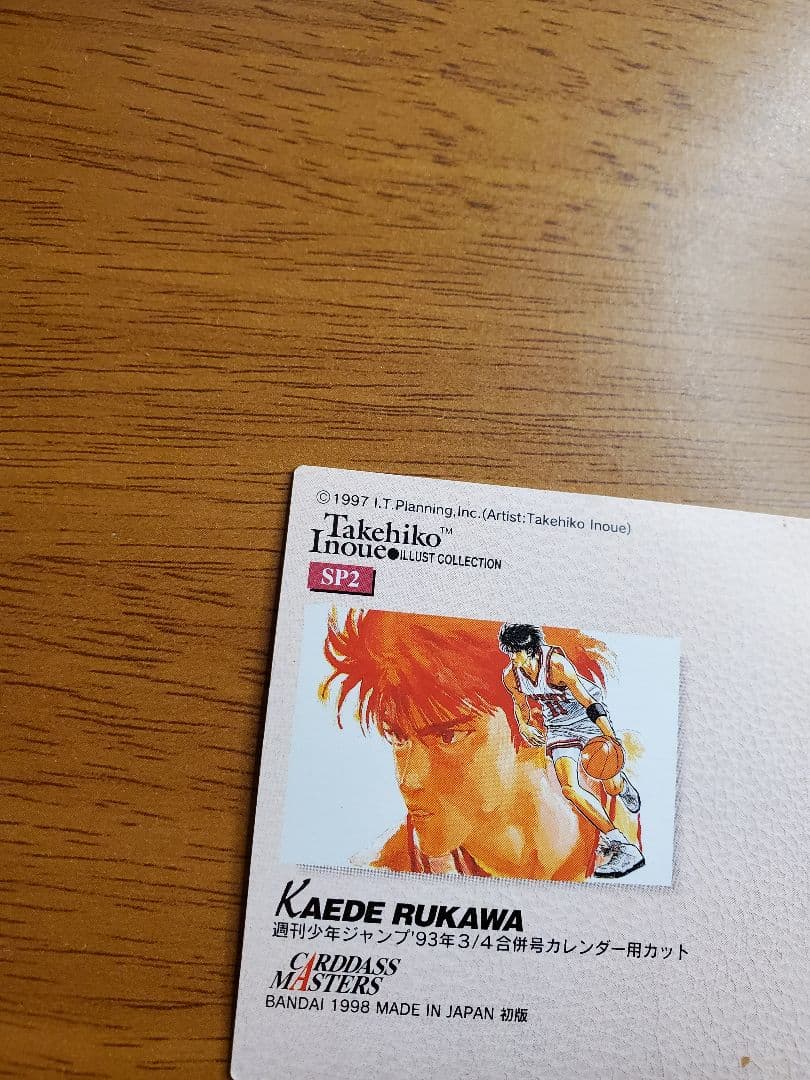 ©1997 I.T.Planning,Inc.(Artist:Takehiko Inoue)
Takehiko™
Inoue●ILLUST COLLECTION
SP2
KAEDE RUKAWA
週刊少年ジャンプ'93年3/4合併号カレンダー用カット
CARDDASS
MASTERS
BANDAI 1998 MADE IN JAPAN 初版